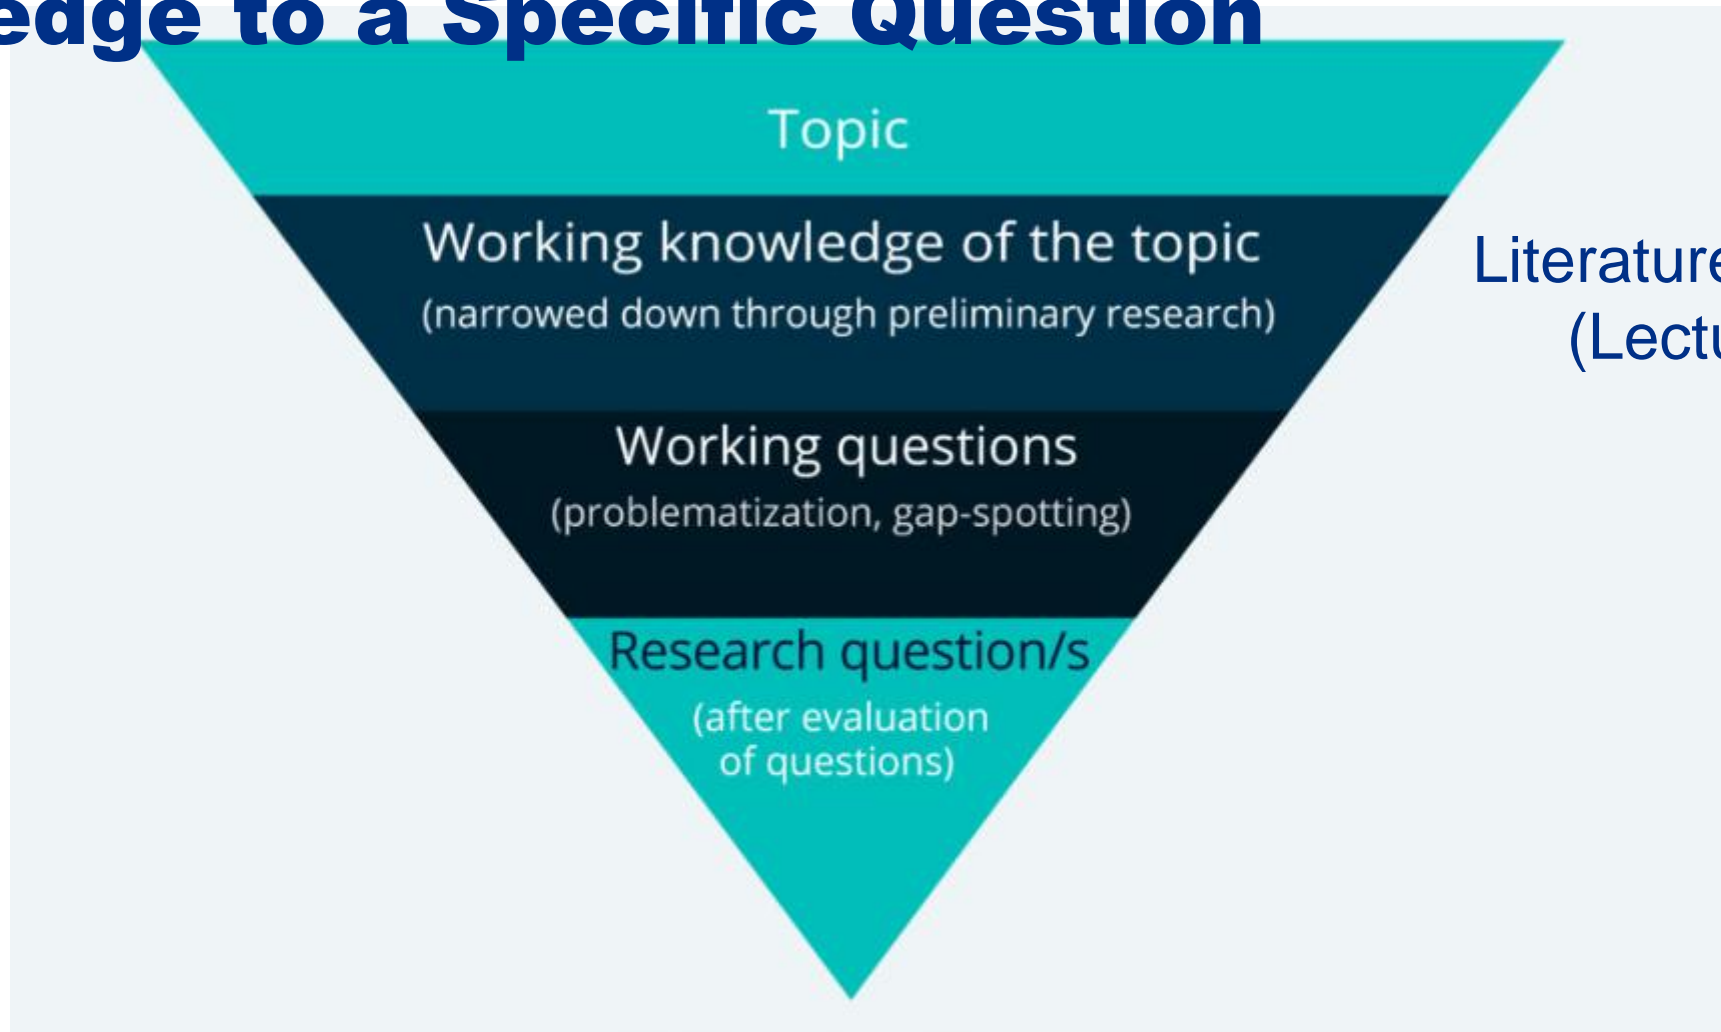 edge to a Specific Question
Topic
Working knowledge of the topic
(narrowed down through preliminary research)
Literature
(Lectu
Working questions
(problematization, gap-spotting)
Research question/s
(after evaluation
of questions)